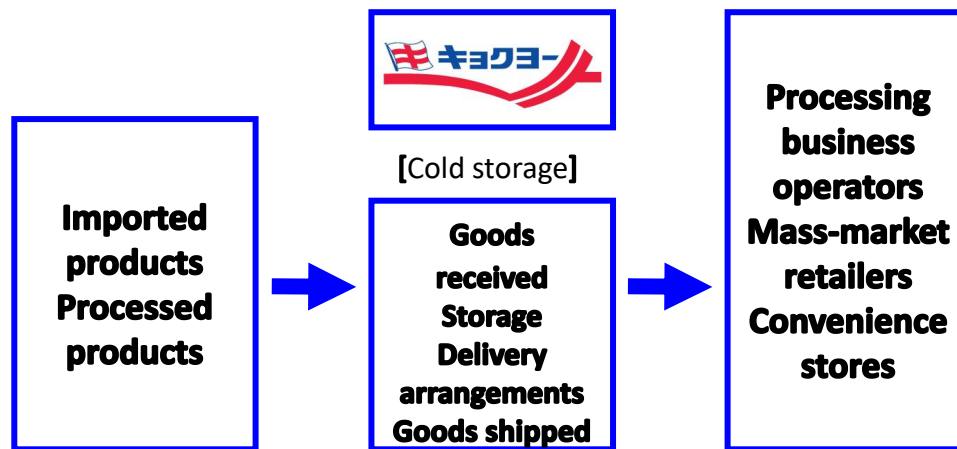 Imported
products
Processed
products
キョクヨー
[Cold storage]
Goods
received
Storage
Delivery
arrangements
Goods shipped
Processing
business
operators
Mass-market
retailers
Convenience
stores